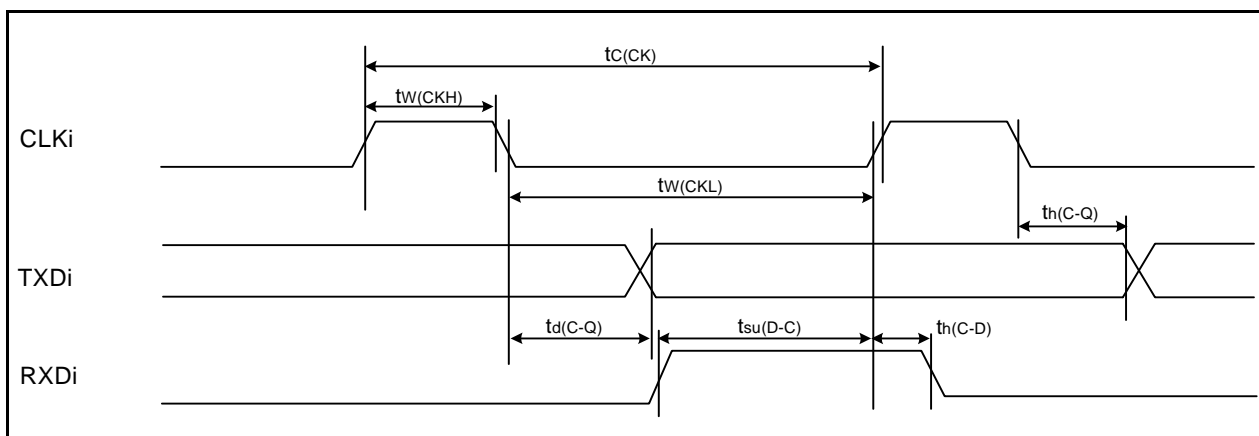 tC(CK)
tW(CKH)
CLKi
tW(CKL)
th(C-Q)
TXDi
td(C-Q)
tsu(D-C)
th(C-D)
RXDi